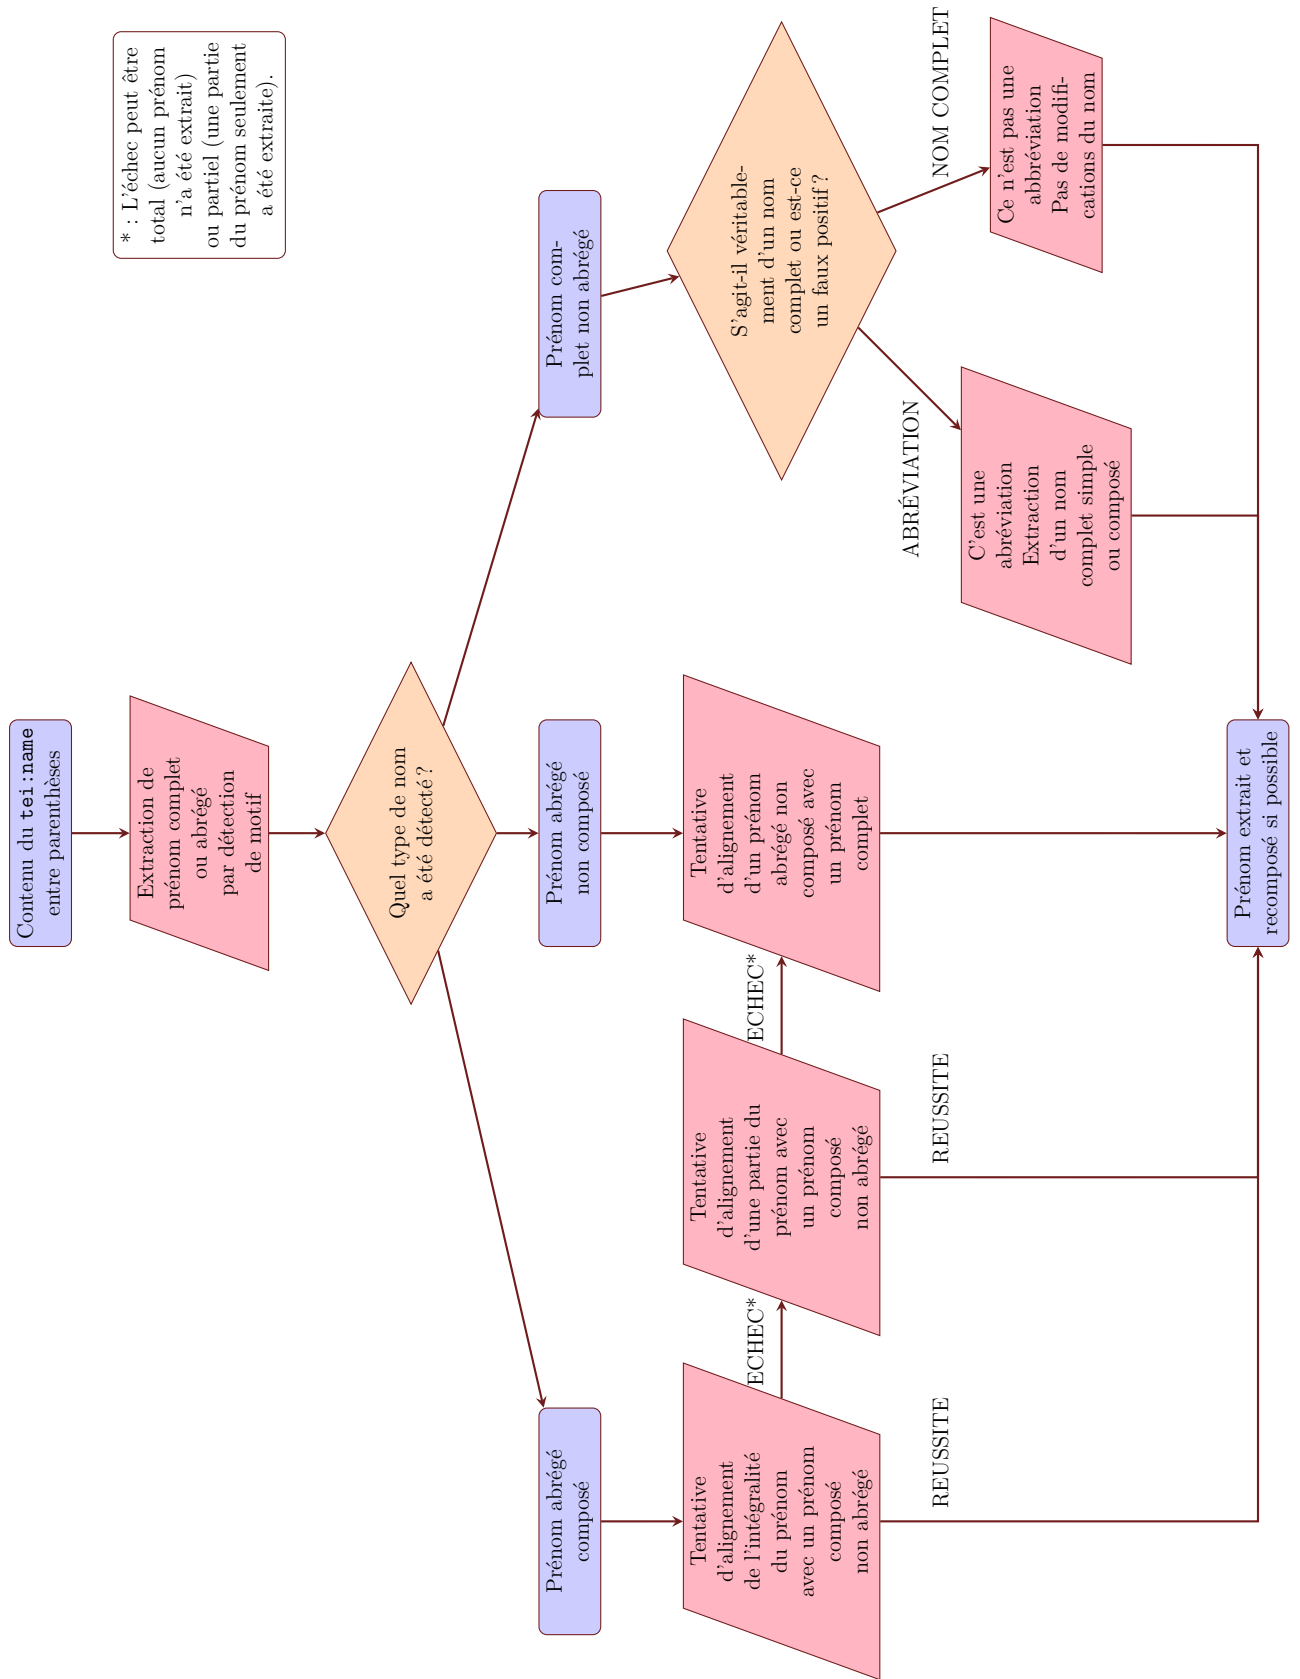 Contenu du tei:name
entre parenthèses
Extraction de
prénom complet
ou abrégé
par détection
de motif
Quel type de nom
a été détecté ?
Prénom abrégé
composé
Prénom abrégé
non composé
Prénom com-
plet non abrégé
Tentative
d'alignement
de l'intégralité
du prénom
avec un prénom
composé
non abrégé
ECHEC*
Tentative
d'alignement
d'une partie du
prénom avec
un prénom
composé
non abrégé
ECHEC*
Tentative
d'alignement
d'un prénom
abrégé non
composé avec
un prénom
complet
S'agit-il véritable-
ment d'un nom
complet ou est-ce
un faux positif ?
ABRÉVIATION
NOM COMPLET
C'est une
abréviation
Extraction
d'un nom
complet simple
ou composé
Ce n'est pas une
abbréviation
Pas de modifi-
cations du nom
REUSSITE
REUSSITE
Prénom extrait et
recomposé si possible
* : L'échec peut être
total (aucun prénom
n'a été extrait)
ou partiel (une partie
du prénom seulement
a été extraite).